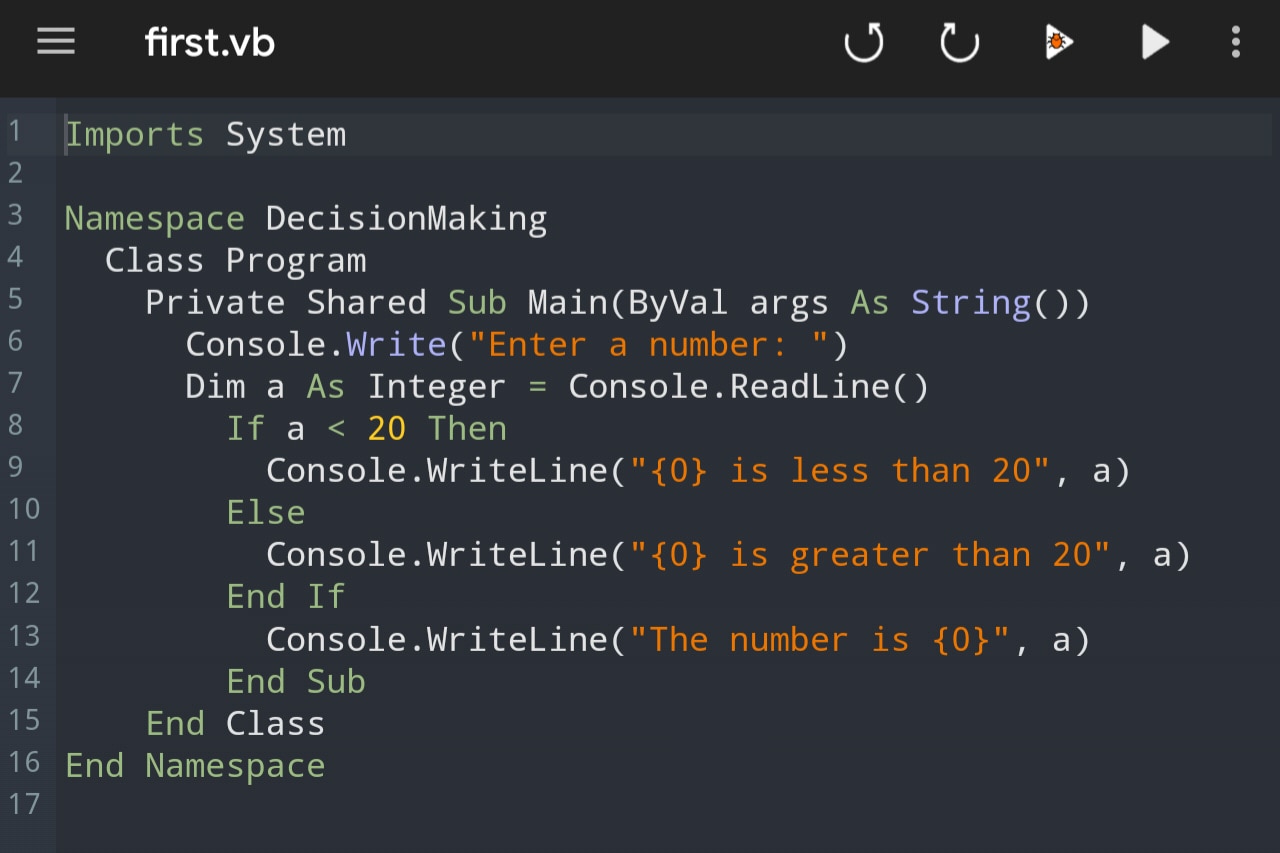 first.vb
1 Imports System
2
3 Namespace DecisionMaking
4   Class Program
5     Private Shared Sub Main(ByVal args As String())
6       Console.Write("Enter a number: ")
7       Dim a As Integer = Console.ReadLine()
8         If a < 20 Then
9           Console.WriteLine("{0} is less than 20", a)
10         Else
11           Console.WriteLine("{0} is greater than 20", a)
12         End If
13           Console.WriteLine("The number is {0}", a)
14         End Sub
15     End Class
16 End Namespace
17